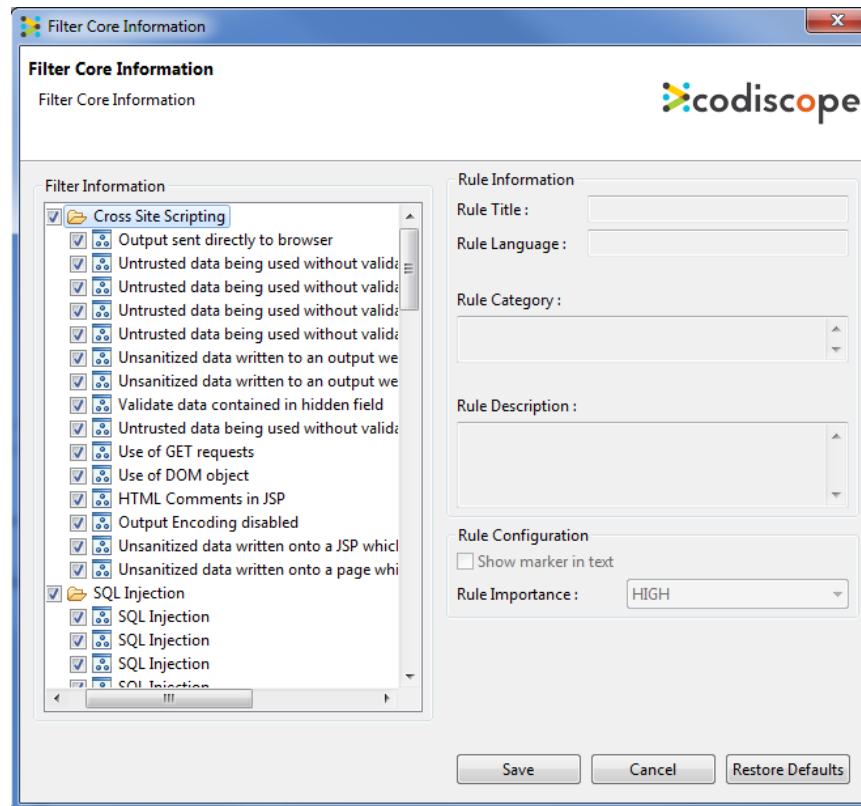 Filter Core Information
Filter Core Information
Filter Core Information
codiscope
Filter Information
Cross Site Scripting
Output sent directly to browser
Untrusted data being used without valida
Untrusted data being used without valida
Untrusted data being used without valida
Untrusted data being used without valida
Unsanitized data written to an output we
Unsanitized data written to an output we
Validate data contained in hidden field
Untrusted data being used without valida
Use of GET requests
Use of DOM object
HTML Comments in JSP
Output Encoding disabled
Unsanitized data written onto a JSP whicl
Unsanitized data written onto a page whi
SQL Injection
SQL Injection
SQL Injection
SQL Injection
SQL Injection
Rule Information
Rule Title :
Rule Language :
Rule Category :
Rule Description :
Rule Configuration
Show marker in text
Rule Importance :
HIGH
Save
Cancel
Restore Defaults